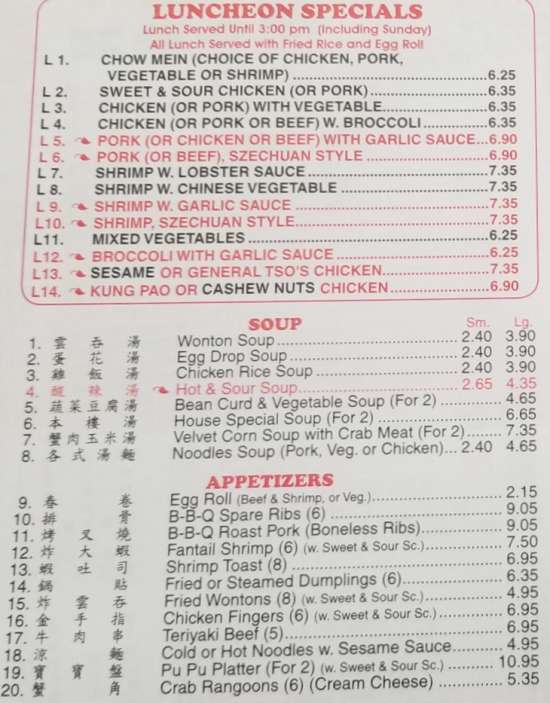 LUNCHEON SPECIALS
Lunch Served Until 3:00 pm (Including Sunday)
All Lunch Served with Fried Rice and Egg Roll
L 1. CHOW MEIN (CHOICE OF CHICKEN, PORK,
VEGETABLE OR SHRIMP) 6.25
L 2. SWEET & SOUR CHICKEN (OR PORK) 6.35
L 3. CHICKEN (OR PORK) WITH VEGETABLE 6.35
L 4. CHICKEN (OR PORK OR BEEF) W. BROCCOLI 6.35
L 5. PORK (OR CHICKEN OR BEEF) WITH GARLIC SAUCE 6.90
L 6. PORK (OR BEEF), SZECHUAN STYLE 6.90
L 7. SHRIMP W. LOBSTER SAUCE 7.35
L 8. SHRIMP W. CHINESE VEGETABLE 7.35
L 9. SHRIMP W. GARLIC SAUCE 7.35
L10. SHRIMP, SZECHUAN STYLE 7.35
L11. MIXED VEGETABLES 6.25
L12. BROCCOLI WITH GARLIC SAUCE 6.25
L13. SESAME OR GENERAL TSO'S CHICKEN 7.35
L14. KUNG PAO OR CASHEW NUTS CHICKEN 6.90
SOUP Sm. Lg.
1. 雲吞湯 Wonton Soup 2.40 3.90
2. 蛋花湯 Egg Drop Soup 2.40 3.90
3. 雞飯湯 Chicken Rice Soup 2.40 3.90
4. 酸辣湯 Hot & Sour Soup 2.65 4.35
5. 蔬菜豆腐湯 Bean Curd & Vegetable Soup (For 2) 4.65
6. 本樓湯 House Special Soup (For 2) 6.65
7. 蟹肉玉米湯 Velvet Corn Soup with Crab Meat (For 2) 7.35
8. 各式湯麵 Noodles Soup (Pork, Veg. or Chicken) 2.40 4.65
APPETIZERS
9. 春卷 Egg Roll (Beef & Shrimp, or Veg.) 2.15
10. 排骨 B-B-Q Spare Ribs (6) 9.05
11. 烤叉燒 B-B-Q Roast Pork (Boneless Ribs) 9.05
12. 炸大蝦 Fantail Shrimp (6) (w. Sweet & Sour Sc.) 7.50
13. 蝦吐司 Shrimp Toast (8) 6.95
14. 鍋貼 Fried or Steamed Dumplings (6) 6.35
15. 炸雲吞 Fried Wontons (8) (w. Sweet & Sour Sc.) 4.95
16. 金手指 Chicken Fingers (6) (w. Sweet & Sour Sc.) 6.95
17. 牛肉串 Teriyaki Beef (5) 6.95
18. 涼麵 Cold or Hot Noodles w. Sesame Sauce 4.95
19. 寶寶盤 Pu Pu Platter (For 2) (w. Sweet & Sour Sc.) 10.95
20. 蟹角 Crab Rangoons (6) (Cream Cheese) 5.35